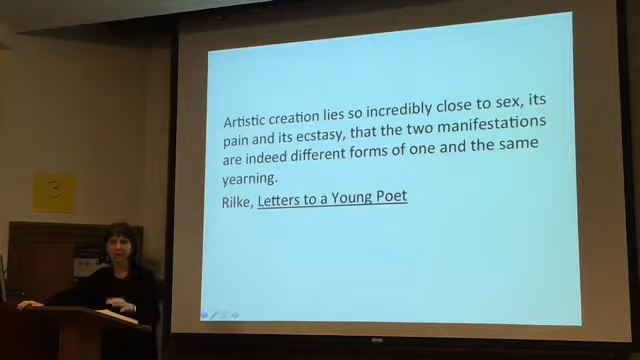 Artistic creation lies so incredibly close to sex, its
pain and its ecstasy, that the two manifestations
are indeed different forms of one and the same
yearning.
Rilke, Letters to a Young Poet